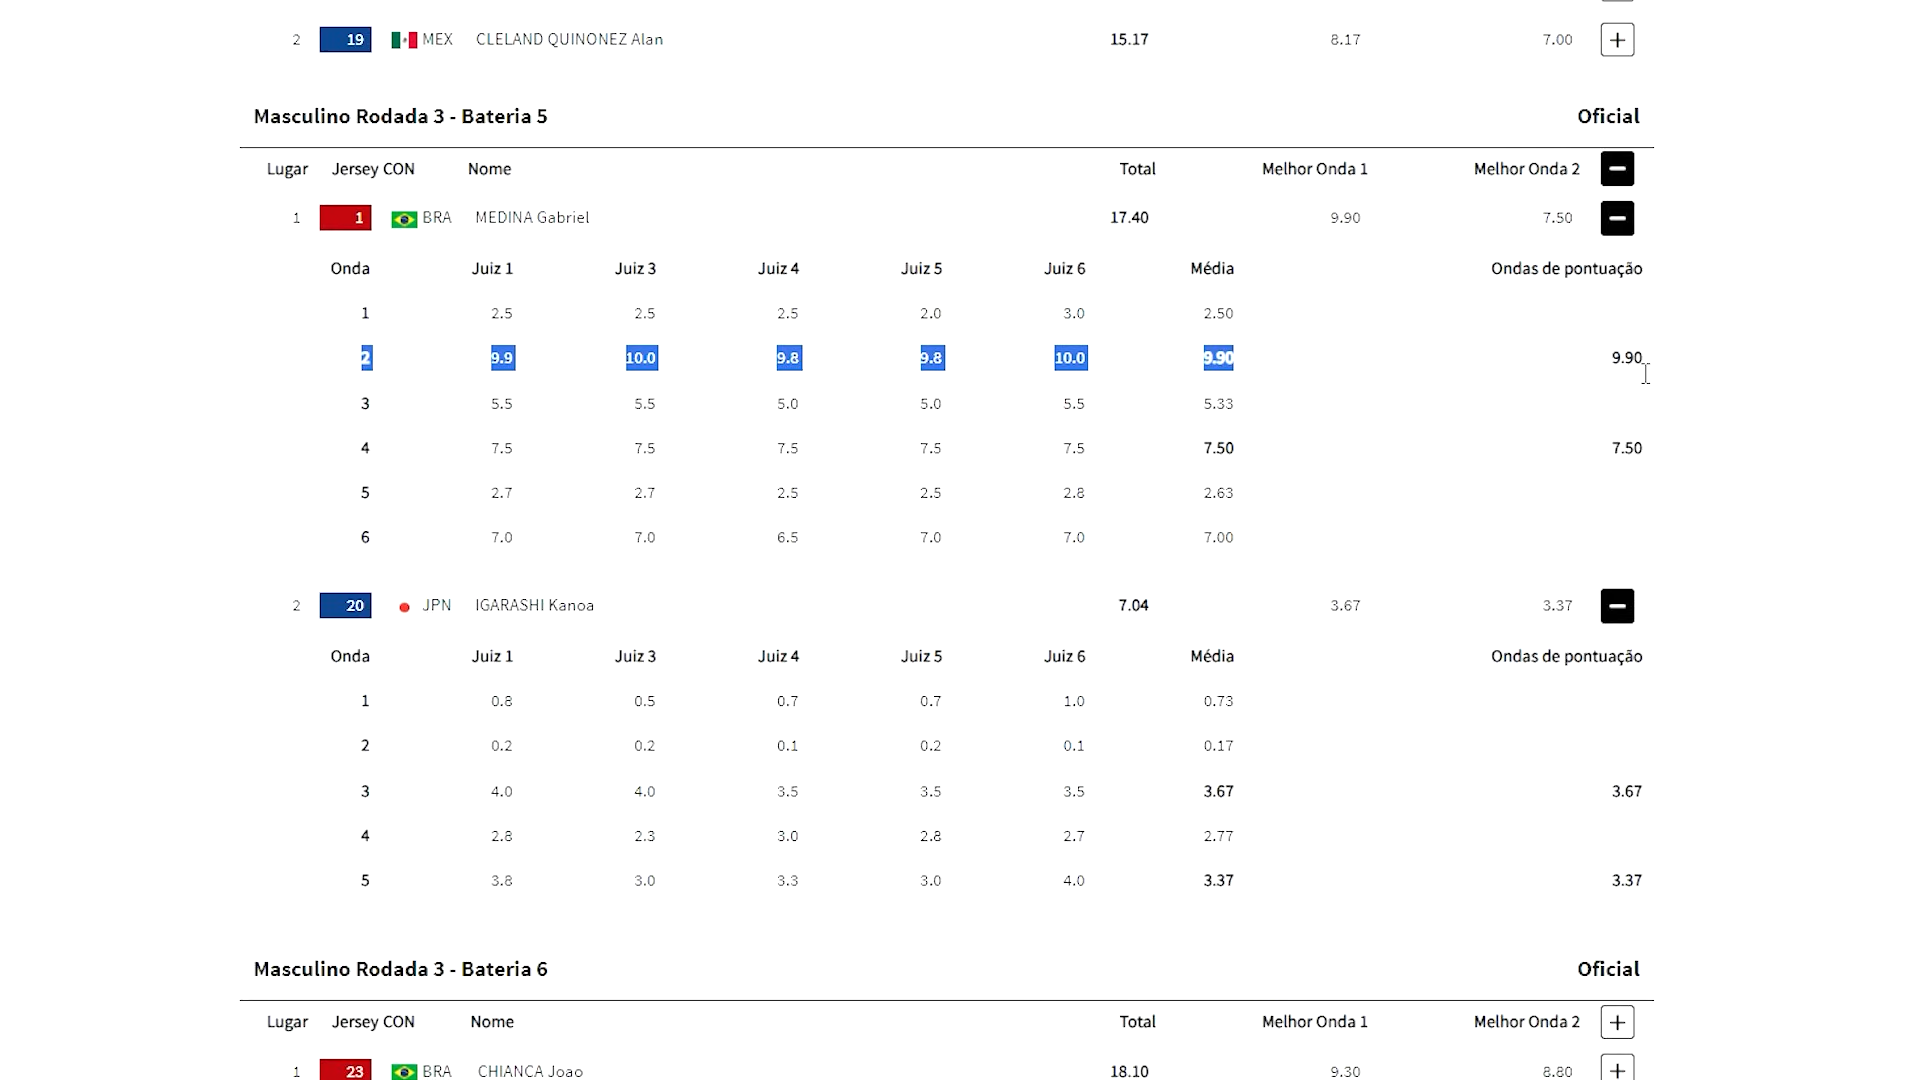 2 19 MEX CLELAND QUINONEZ Alan 15.17 8.17 7.00
Masculino Rodada 3 - Bateria 5 Oficial
Lugar Jersey CON Nome Total Melhor Onda 1 Melhor Onda 2
1 1 BRA MEDINA Gabriel 17.40 9.90 7.50
Onda Juiz 1 Juiz 3 Juiz 4 Juiz 5 Juiz 6 Média Ondas de pontuação
1 2.5 2.5 2.5 2.0 3.0 2.50
2 9.9 10.0 9.8 9.8 10.0 9.90 9.90
3 5.5 5.5 5.0 5.0 5.5 5.33
4 7.5 7.5 7.5 7.5 7.5 7.50 7.50
5 2.7 2.7 2.5 2.5 2.8 2.63
6 7.0 7.0 6.5 7.0 7.0 7.00
2 20 JPN IGARASHI Kanoa 7.04 3.67 3.37
Onda Juiz 1 Juiz 3 Juiz 4 Juiz 5 Juiz 6 Média Ondas de pontuação
1 0.8 0.5 0.7 0.7 1.0 0.73
2 0.2 0.2 0.1 0.2 0.1 0.17
3 4.0 4.0 3.5 3.5 3.5 3.67 3.67
4 2.8 2.3 3.0 2.8 2.7 2.77
5 3.8 3.0 3.3 3.0 4.0 3.37 3.37
Masculino Rodada 3 - Bateria 6 Oficial
Lugar Jersey CON Nome Total Melhor Onda 1 Melhor Onda 2
1 23 BRA CHIANCA Joao 18.10 9.30 8.80